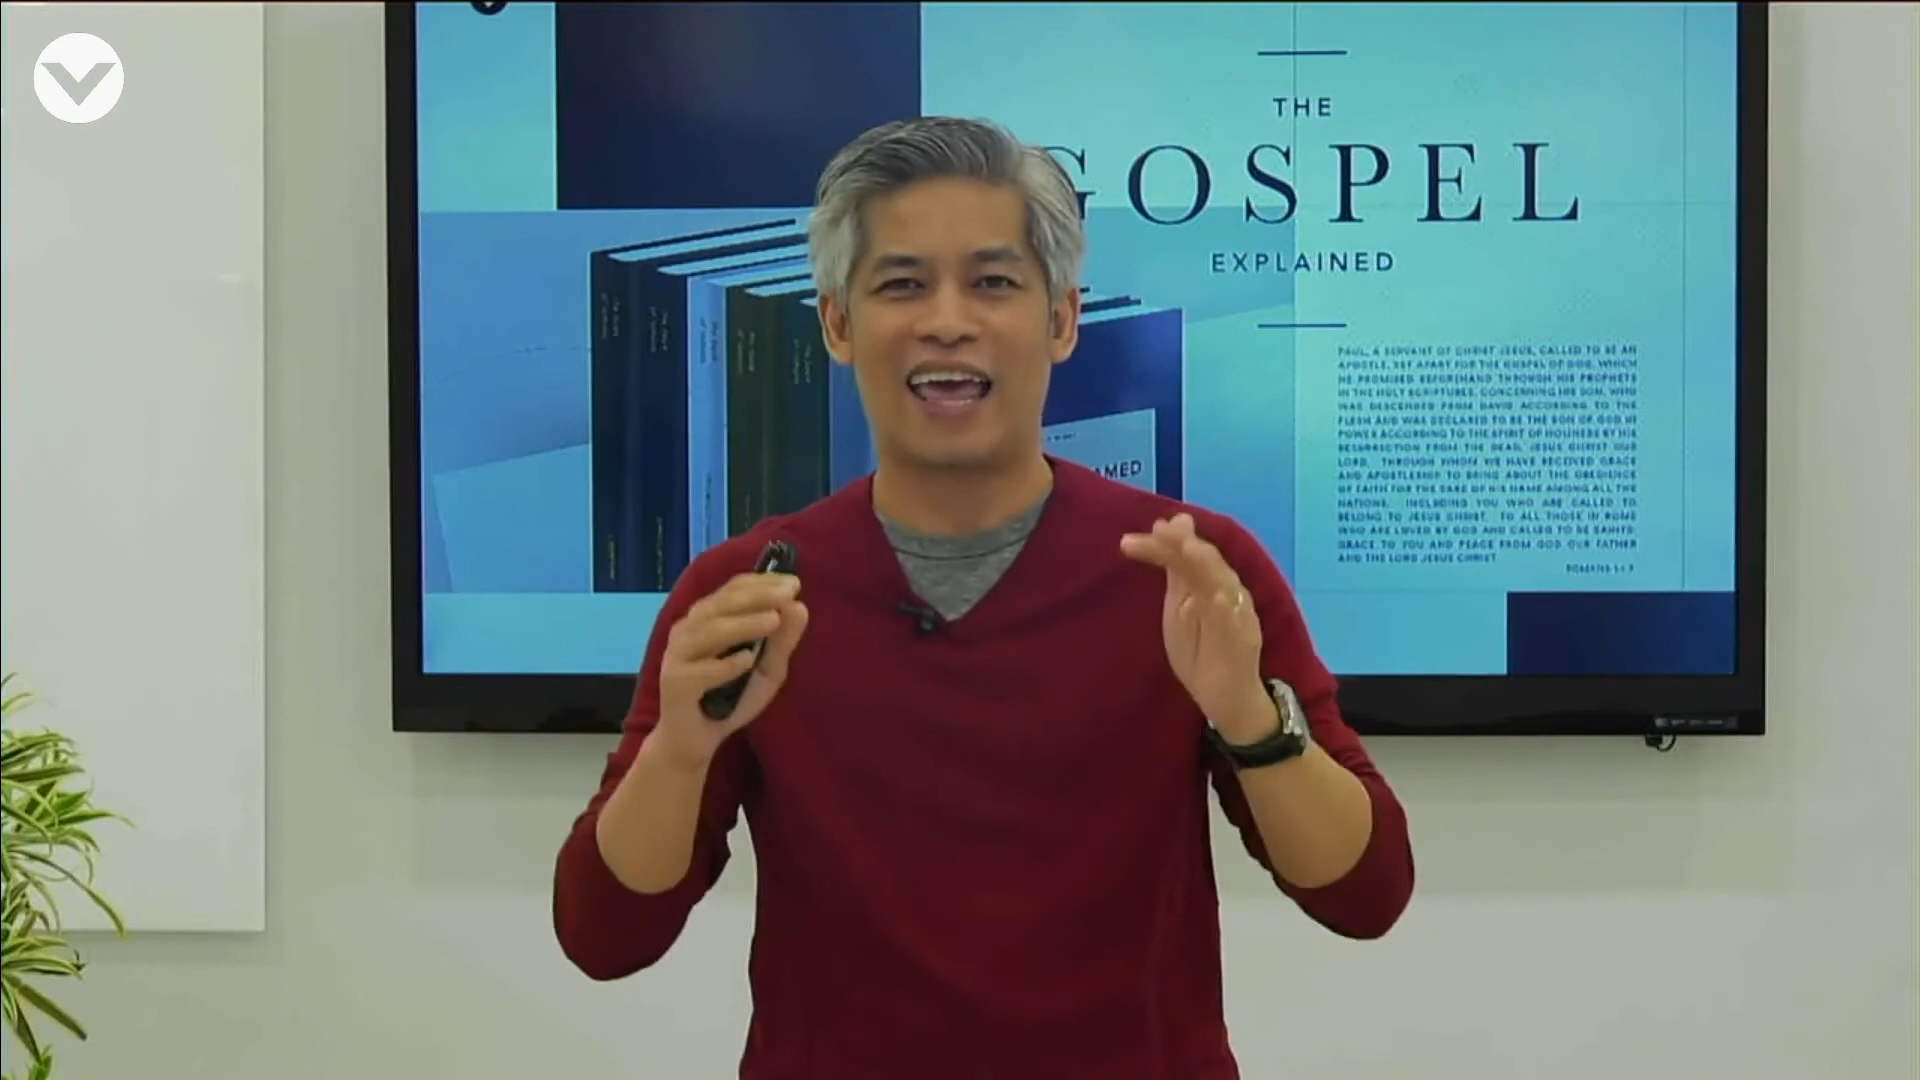 THE
GOSPEL
EXPLAINED
PAUL, A SERVANT OF CHRIST JESUS, CALLED TO BE AN
APOSTLE, SET APART FOR THE GOSPEL OF GOD, WHICH
HE PROMISED BEFOREHAND THROUGH HIS PROPHETS
IN THE HOLY SCRIPTURES, CONCERNING HIS SON, WHO
WAS DESCENDED FROM DAVID ACCORDING TO THE
FLESH AND WAS DECLARED TO BE THE SON OF GOD IN
POWER ACCORDING TO THE SPIRIT OF HOLINESS BY HIS
RESURRECTION FROM THE DEAD, JESUS CHRIST OUR
LORD, THROUGH WHOM WE HAVE RECEIVED GRACE
AND APOSTLESHIP TO BRING ABOUT THE OBEDIENCE
OF FAITH FOR THE SAKE OF HIS NAME AMONG ALL THE
NATIONS, INCLUDING YOU WHO ARE CALLED TO
BELONG TO JESUS CHRIST, TO ALL THOSE IN ROME
WHO ARE LOVED BY GOD AND CALLED TO BE SAINTS:
GRACE TO YOU AND PEACE FROM GOD OUR FATHER
AND THE LORD JESUS CHRIST.
ROMANS 1:1-7
AMED